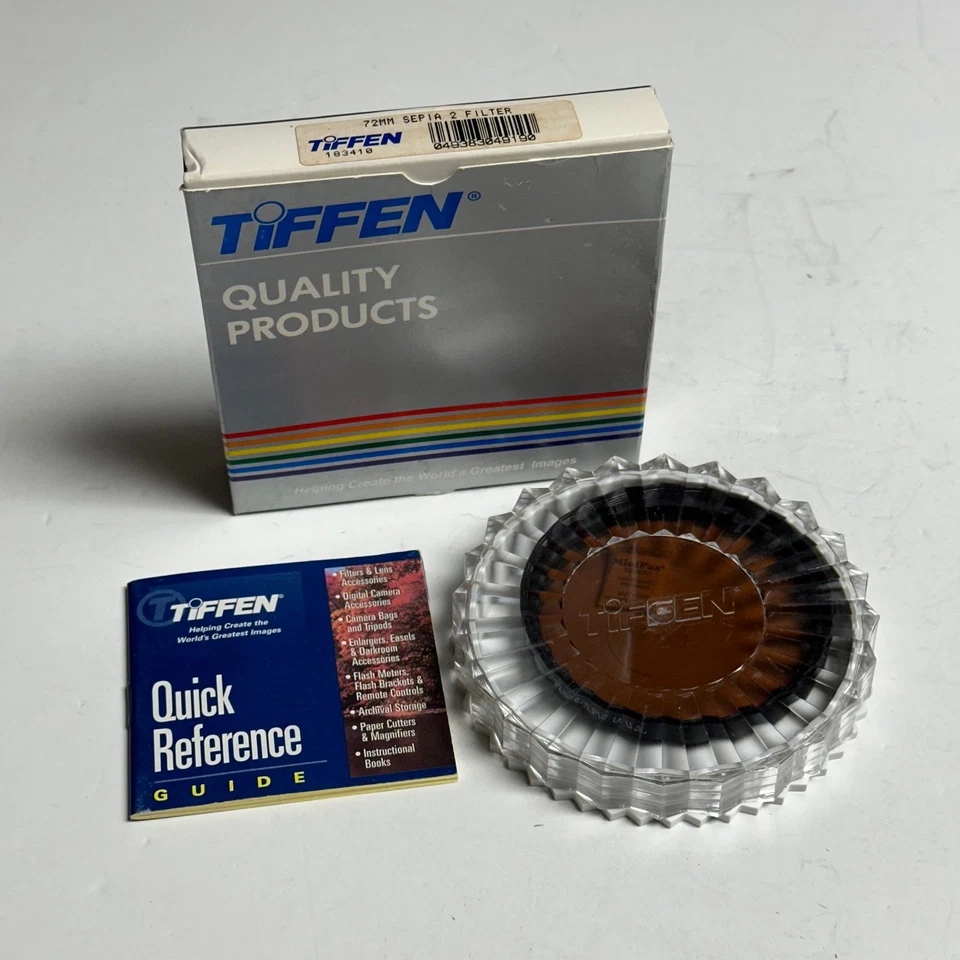 72MM SEPIA 2 FILTER
TiFFEN
183410
049383049190
TiFFEN®
QUALITY
PRODUCTS
Helping Create the World's Greatest Images
TiFFEN®
Helping Create the
World's Greatest Images
Quick
Reference
GUIDE
• Filters & Lens
Accessories
• Digital Camera
Accessories
• Camera Bags
and Tripods
• Enlargers, Easels
& Darkroom
Accessories
• Flash Meters,
Flash Brackets &
Remote Controls
• Archival Storage
• Paper Cutters
& Magnifiers
• Instructional
Books
TiFFEN®